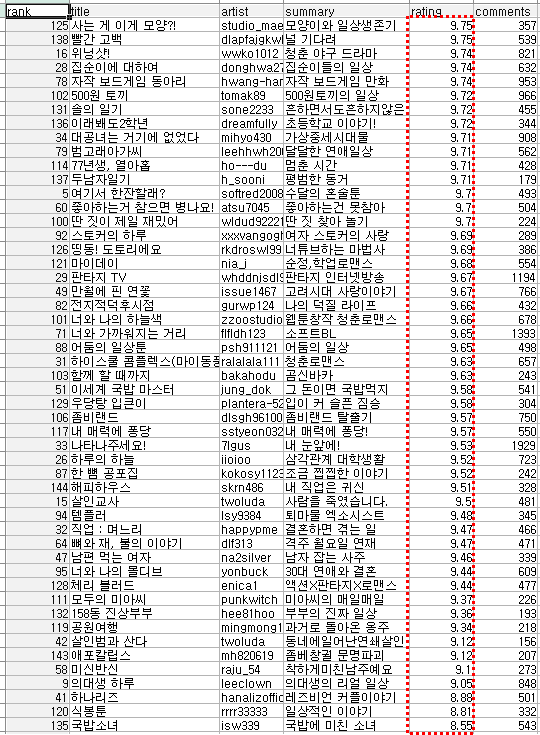 rank title artist summary rating comments
125 사는 게 이게 모양?! studio_mae 모양이와 일상생존기 9.75 357
138 빨간 고백 dlapfajgkwl 널 기다려 9.75 539
16 위닝샷! wwko1012 청춘 야구 드라마 9.74 821
28 집순이에 대하여 donghwa27 집순이들의 일상 9.74 632
78 자작 보드게임 동아리 hwang-har 자작 보드게임 만화 9.74 953
102 500원 토끼 tomak89 500원토끼의 일상 9.72 966
131 솔의 일기 sone2233 흔하면서도흔하지않은 9.72 455
136 이래봬도2학년 dreamfully 초등학교 이야기! 9.72 344
34 대공녀는 거기에 없었다 mihyo430 가상중세시대물 9.71 908
79 범고래아가씨 leehhwh200 달달한 연애일상 9.71 562
114 77년생, 열아홉 ho---du 멈춘 시간 9.71 428
137 두남자일기 h_sooni 평범한 동거 9.71 179
5 여기서 한잔할래? softred2008 수달의 혼술툰 9.7 493
60 좋아하는거 참으면 병나요! atsu7045 좋아하는건 못참아 9.7 504
100 딴 짓이 제일 재밌어 wldud92221 딴 짓 찾아 놀기 9.7 224
92 스토커의 하루 xxxvangogh 여자 스토커의 사랑 9.69 289
126 띵동! 도토리에요 rkdroswl99 너튜브하는 마법사 9.69 386
121 마이데이 nia_j 순정,학업로맨스 9.68 554
29 판타지 TV whddnjsdl9 판타지 인터넷방송 9.67 1194
49 만월에 핀 연꽃 issue1467 고려시대 사랑이야기 9.67 766
82 전지적덕후시점 gurwp124 나의 덕질 라이프 9.66 432
101 너와 나의 하늘색 zzoostudio 웹툰창작 청춘로맨스 9.66 678
71 너와 가까워지는 거리 flfldh123 소프트BL 9.65 1393
88 어둠의 일상툰 psh911121 어둠의 일상 9.65 498
31 하이스쿨 콤플렉스(마이동풍 ralalala111 청춘로맨스 9.63 657
103 함께 할 때까지 bakahodu 곰신바카 9.63 243
51 이세계 국밥 마스터 jung_dok 그 돈이면 국밥먹지 9.58 541
129 우당탕 입큰이 plantera-52 입이 커 슬픈 짐승 9.58 304
106 좀비랜드 dlsgh96100 좀비랜드 탈출기 9.57 750
117 내 매력에 퐁당 sstyeon032 내 매력에 퐁당! 9.57 550
33 나타나주세요! 7lgus 내 눈앞에! 9.53 1929
26 하루의 하늘 iioioo 삼각관계 대학생활 9.52 723
87 한 뼘 공포집 kokosy1123 조금 찝찝한 이야기 9.52 242
144 해피하우스 skrn486 내 직업은 귀신 9.51 328
15 살인교사 twoluda 사람을 죽였습니다. 9.5 481
94 템플러 lsy9384 퇴마물 엑소시스트 9.48 345
32 직업 : 며느리 happypme 결혼하면 겪는 일 9.47 466
64 뼈와 재, 불의 이야기 dlf313 격주 월요일 연재 9.47 471
47 남편 먹는 여자 na2silver 남자 잡는 사주 9.46 339
95 너와 나의 몰디브 yonbuck 30대 연애와 결혼 9.44 609
128 체리 블러드 enica1 액션X판타지X로맨스 9.44 377
111 모두의 미아씨 punkwitch 미아씨의 매일매일 9.37 226
132 158동 진상부부 hee81hoo 부부의 진짜 일상 9.36 193
119 공원여행 mingmong1 과거로 돌아온 옹주 9.34 218
42 살인범과 산다 twoluda 동네에일어난연쇄살인 9.12 156
143 애포칼립스 mh820619 좀베창궐 문명파괴 9.12 207
58 미신반신 raju_54 착하게미친남주예요 9.1 273
9 의대생 하루 leeclown 의대생의 리얼 일상 9.05 848
41 하나리즈 hanalizoffic 레즈비언 커플이야기 8.88 501
120 식봉툰 rrrr33333 일상적인 이야기 8.81 332
135 국밥소녀 isw339 국밥에 미친 소녀 8.55 543